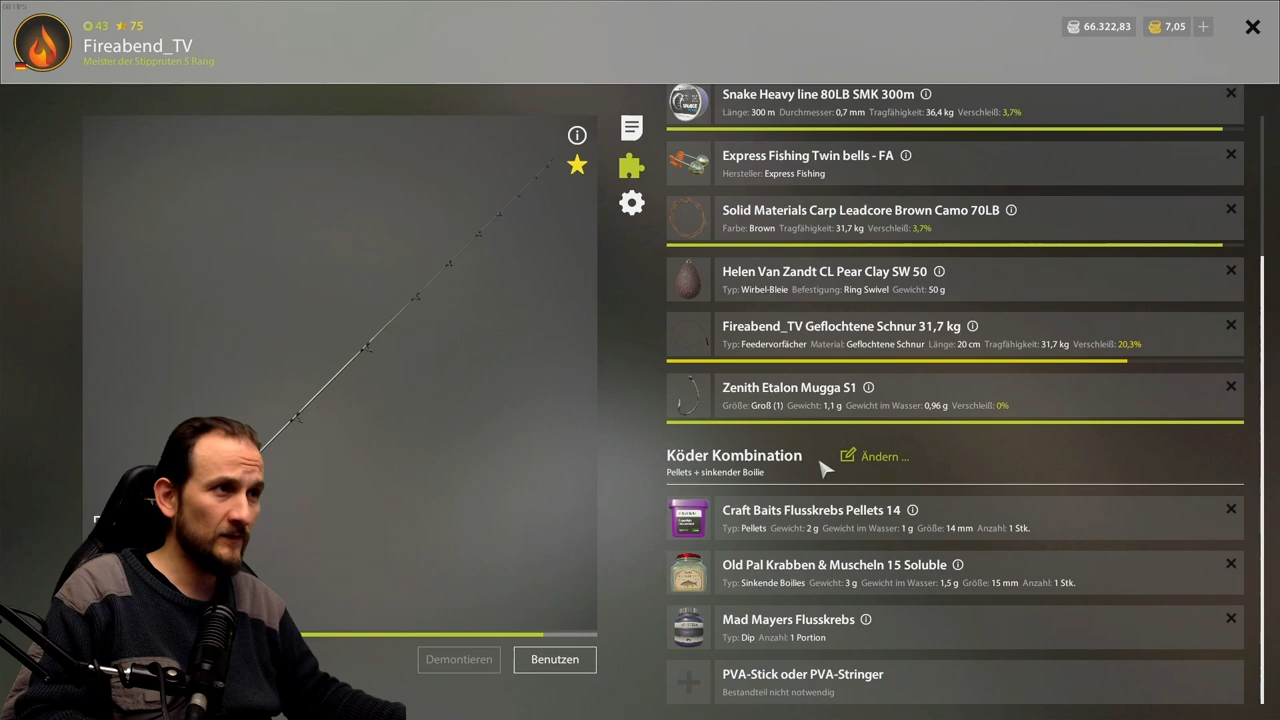 43 75
Fireabend_TV
Meister der Stippruten 5 Rang
66.322,83
7,05
Snake Heavy line 80LB SMK 300m
Länge: 300 m Durchmesser: 0,7 mm Tragfähigkeit: 36,4 kg Verschleiß: 3,7%
Express Fishing Twin bells - FA
Hersteller: Express Fishing
Solid Materials Carp Leadcore Brown Camo 70LB
Farbe: Brown Tragfähigkeit: 31,7 kg Verschleiß: 3,7%
Helen Van Zandt CL Pear Clay SW 50
Typ: Wirbel-Bleie Befestigung: Ring Swivel Gewicht: 50 g
Fireabend_TV Geflochtene Schnur 31,7 kg
Typ: Feedervorfächer Material: Geflochtene Schnur Länge: 20 cm Tragfähigkeit: 31,7 kg Verschleiß: 20,3%
Zenith Etalon Mugga S1
Größe: Groß (1) Gewicht: 1,1 g Gewicht im Wasser: 0,96 g Verschleiß: 0%
Köder Kombination
Ändern ...
Pellets + sinkender Boilie
Craft Baits Flusskrebs Pellets 14
Typ: Pellets Gewicht: 2 g Gewicht im Wasser: 1 g Größe: 14 mm Anzahl: 1 Stk.
Old Pal Krabben & Muscheln 15 Soluble
Typ: Sinkende Boilies Gewicht: 3 g Gewicht im Wasser: 1,5 g Größe: 15 mm Anzahl: 1 Stk.
Mad Mayers Flusskrebs
Typ: Dip Anzahl: 1 Portion
PVA-Stick oder PVA-Stringer
Bestandteil nicht notwendig
Demontieren
Benutzen